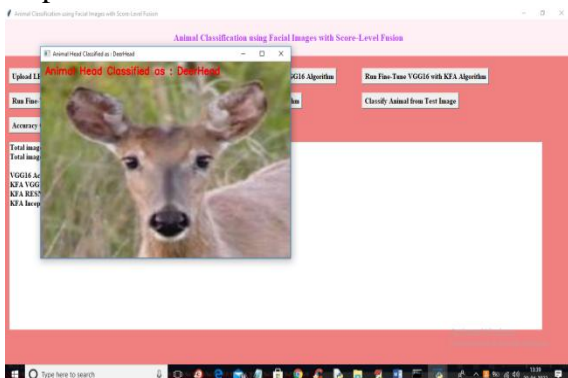 Animal Classification using Facial Images with Score-Level Fusion
Animal Classification using Facial Images with Score-Level Fusion
Animal Head Classified as : DeerHead
Animal Head Classified as : DeerHead
Upload LF
GG16 Algorithm
Run Fine-Tune VGG16 with KFA Algorithm
Run Fine-
hm
Classify Animal from Test Image
Accuracy
Total imag
Total imag
VGG16 Ac
KFA VGG
KFA RESN
KFA Incep
Type here to search
13:39